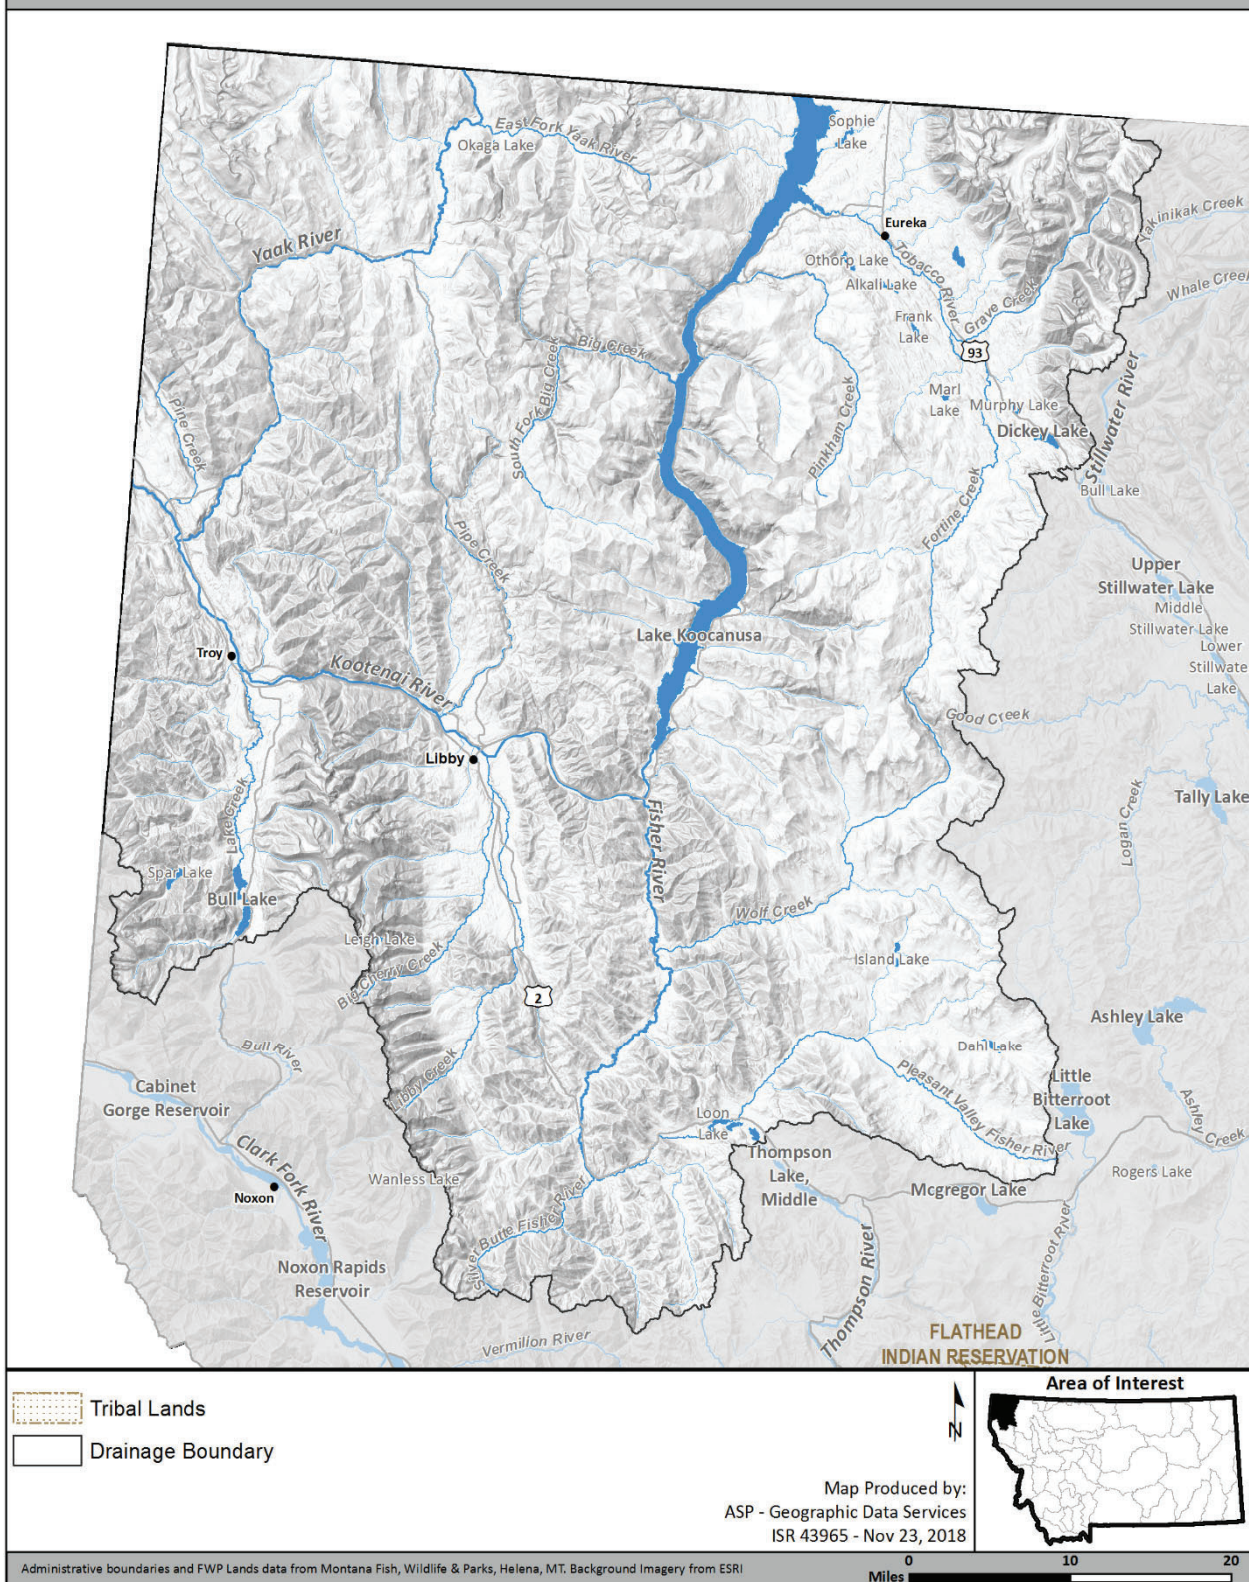 Sophie
Lake
East Fork Yaak River
Okaga Lake
Yakinikak Creek
Eureka
Yaak River
Othorp Lake
Tobacco River
Alkali Lake
Whale Creek
Frank
Lake
Grave Creek
93
Big Creek
South Fork Big Creek
Pinkham Creek
Marl
Lake
Murphy Lake
Dickey Lake
Stillwater River
Pine Creek
Bull Lake
Fortine Creek
Pipe Creek
Upper
Stillwater Lake
Middle
Stillwater Lake
Lower
Stillwate
Lake
Lake Koocanusa
Troy
Kootenai River
Good Creek
Libby
Tally Lake
Lake Creek
Fisher River
Logan Creek
Spar Lake
Bull Lake
Wolf Creek
Leigh Lake
Big Cherry Creek
Island Lake
2
Ashley Lake
Bull River
Dahl Lake
Cabinet
Gorge Reservoir
Libby Creek
Pleasant Valley Fisher River
Little
Bitterroot
Lake
Loon
Lake
Ashley Creek
Clark Fork River
Thompson
Lake,
Middle
Wanless Lake
Rogers Lake
Noxon
Mcgregor Lake
Silver Butte Fisher River
Noxon Rapids
Reservoir
Thompson River
Little Bitterroot River
Vermilion River
FLATHEAD
INDIAN RESERVATION
Tribal Lands
Drainage Boundary
N
Area of Interest
Map Produced by:
ASP - Geographic Data Services
ISR 43965 - Nov 23, 2018
Administrative boundaries and FWP Lands data from Montana Fish, Wildlife & Parks, Helena, MT. Background Imagery from ESRI
0 10 20
Miles